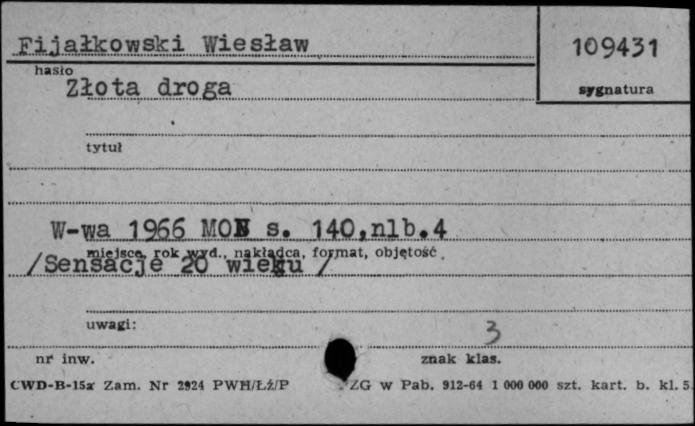 Fijałkowski Wiesław
109431
hasło
sygnatura
Złota droga
tytuł
W-wa 1966 MON s. 140,nlb.4
miejsce, rok wyd., nakładca, format, objętość
/Sensacje 20 wieku /
uwagi:
3
nr inw.
znak klas.
CWD-B-15a Zam. Nr 2924 PWH/Łź/P
ZG w Pab. 912-64 1 000 000 szt. kart. b. kl. 5.